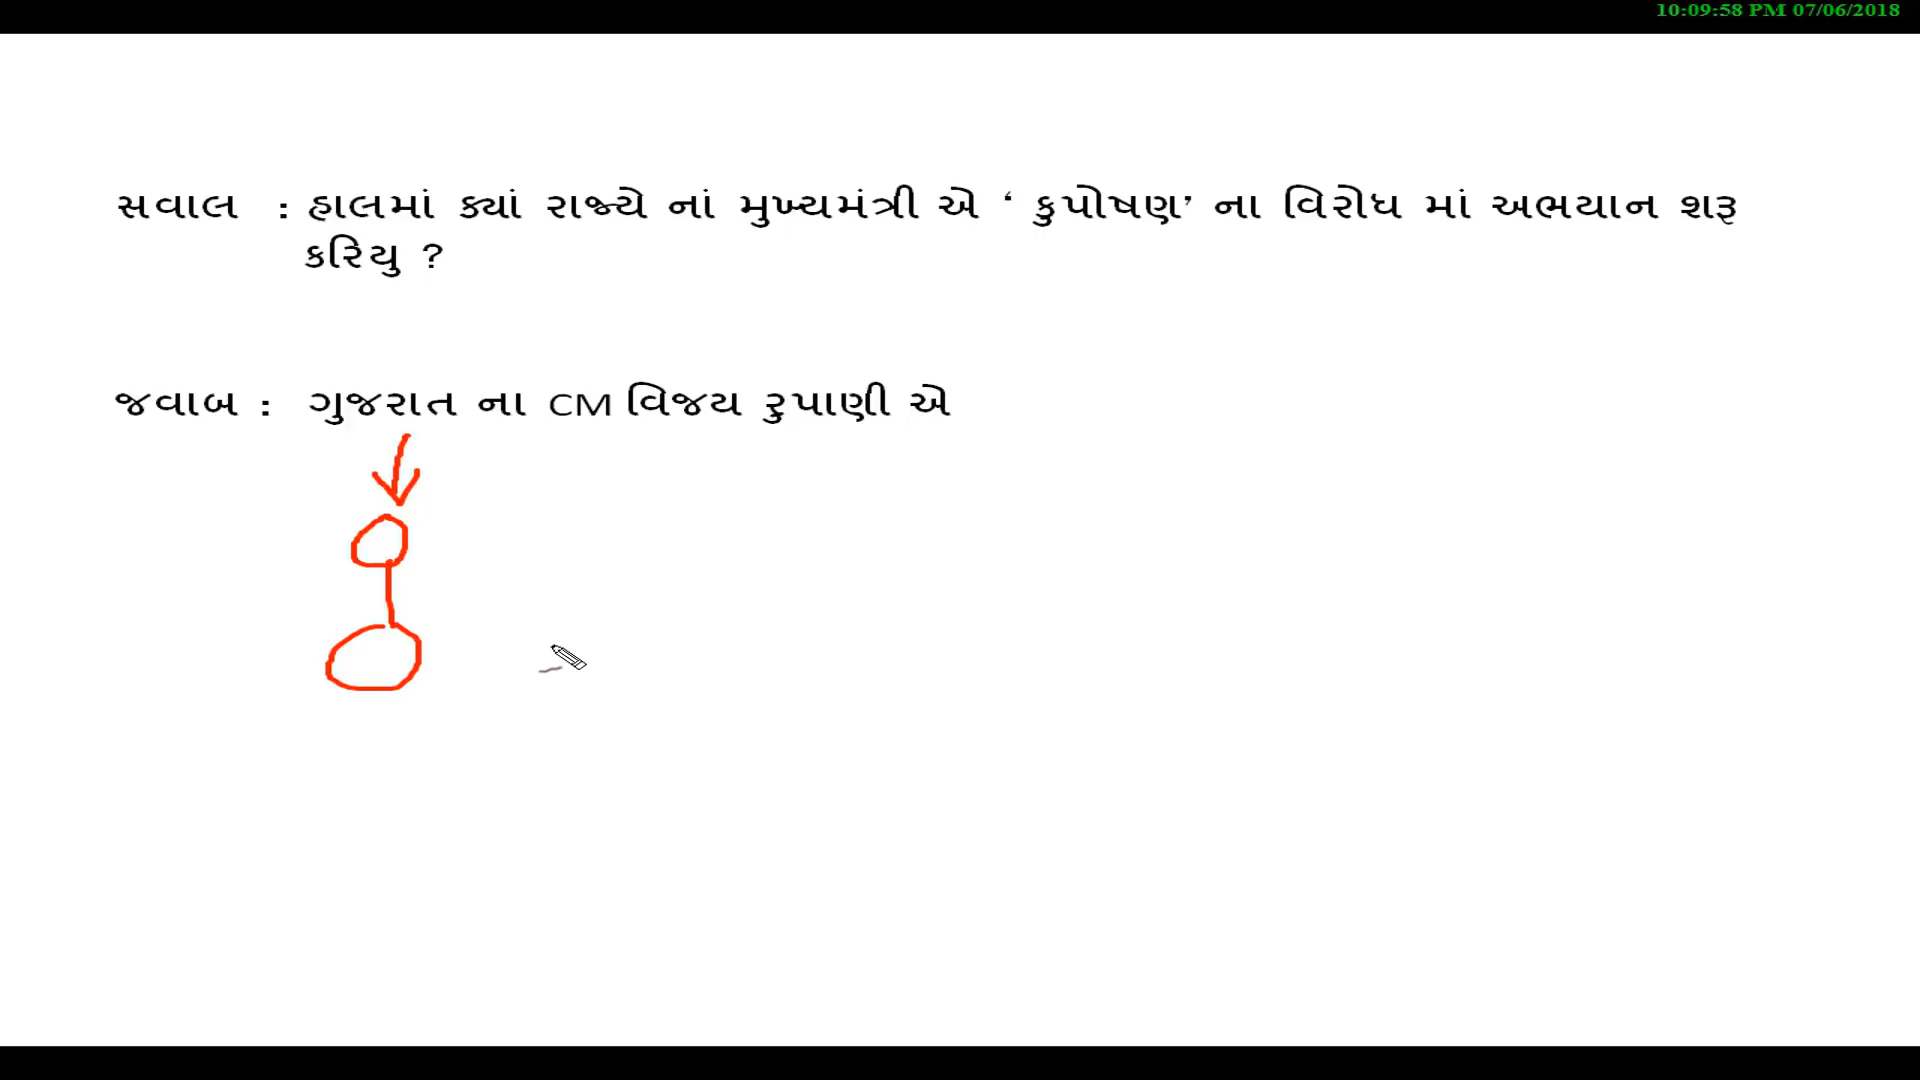 10:09:58 PM 07/06/2018
સવાલ : હાલમાં ક્યાં રાજ્યે નાં મુખ્યમંત્રી એ ‘ કુપોષણ’ ના વિરોધ માં અભયાન શરૂ
કરિયુ ?
જવાબ : ગુજરાત ના CM વિજય રુપાણી એ